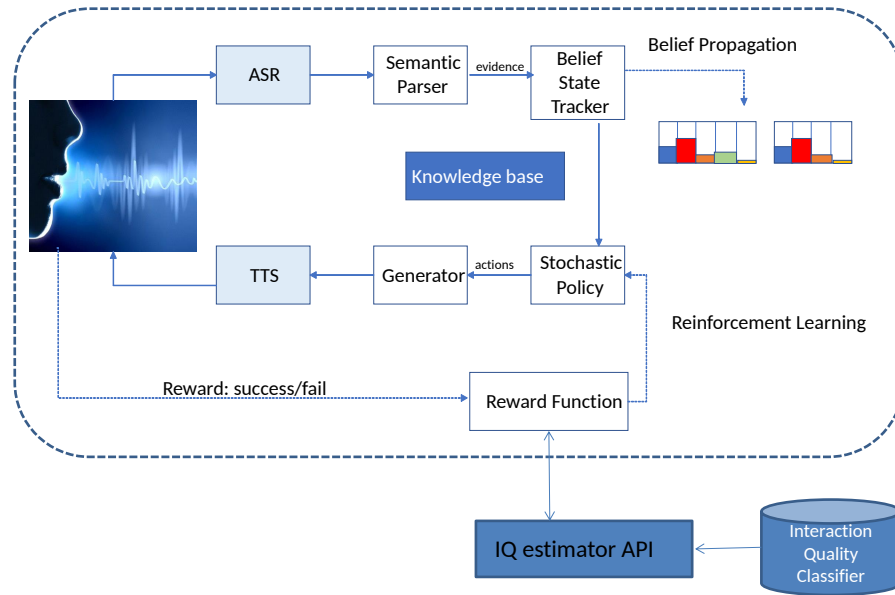 ASR
Semantic
Parser
evidence
Belief
State
Tracker
Belief Propagation
Knowledge base
TTS
Generator
actions
Stochastic
Policy
Reinforcement Learning
Reward: success/fail
Reward Function
IQ estimator API
Interaction
Quality
Classifier